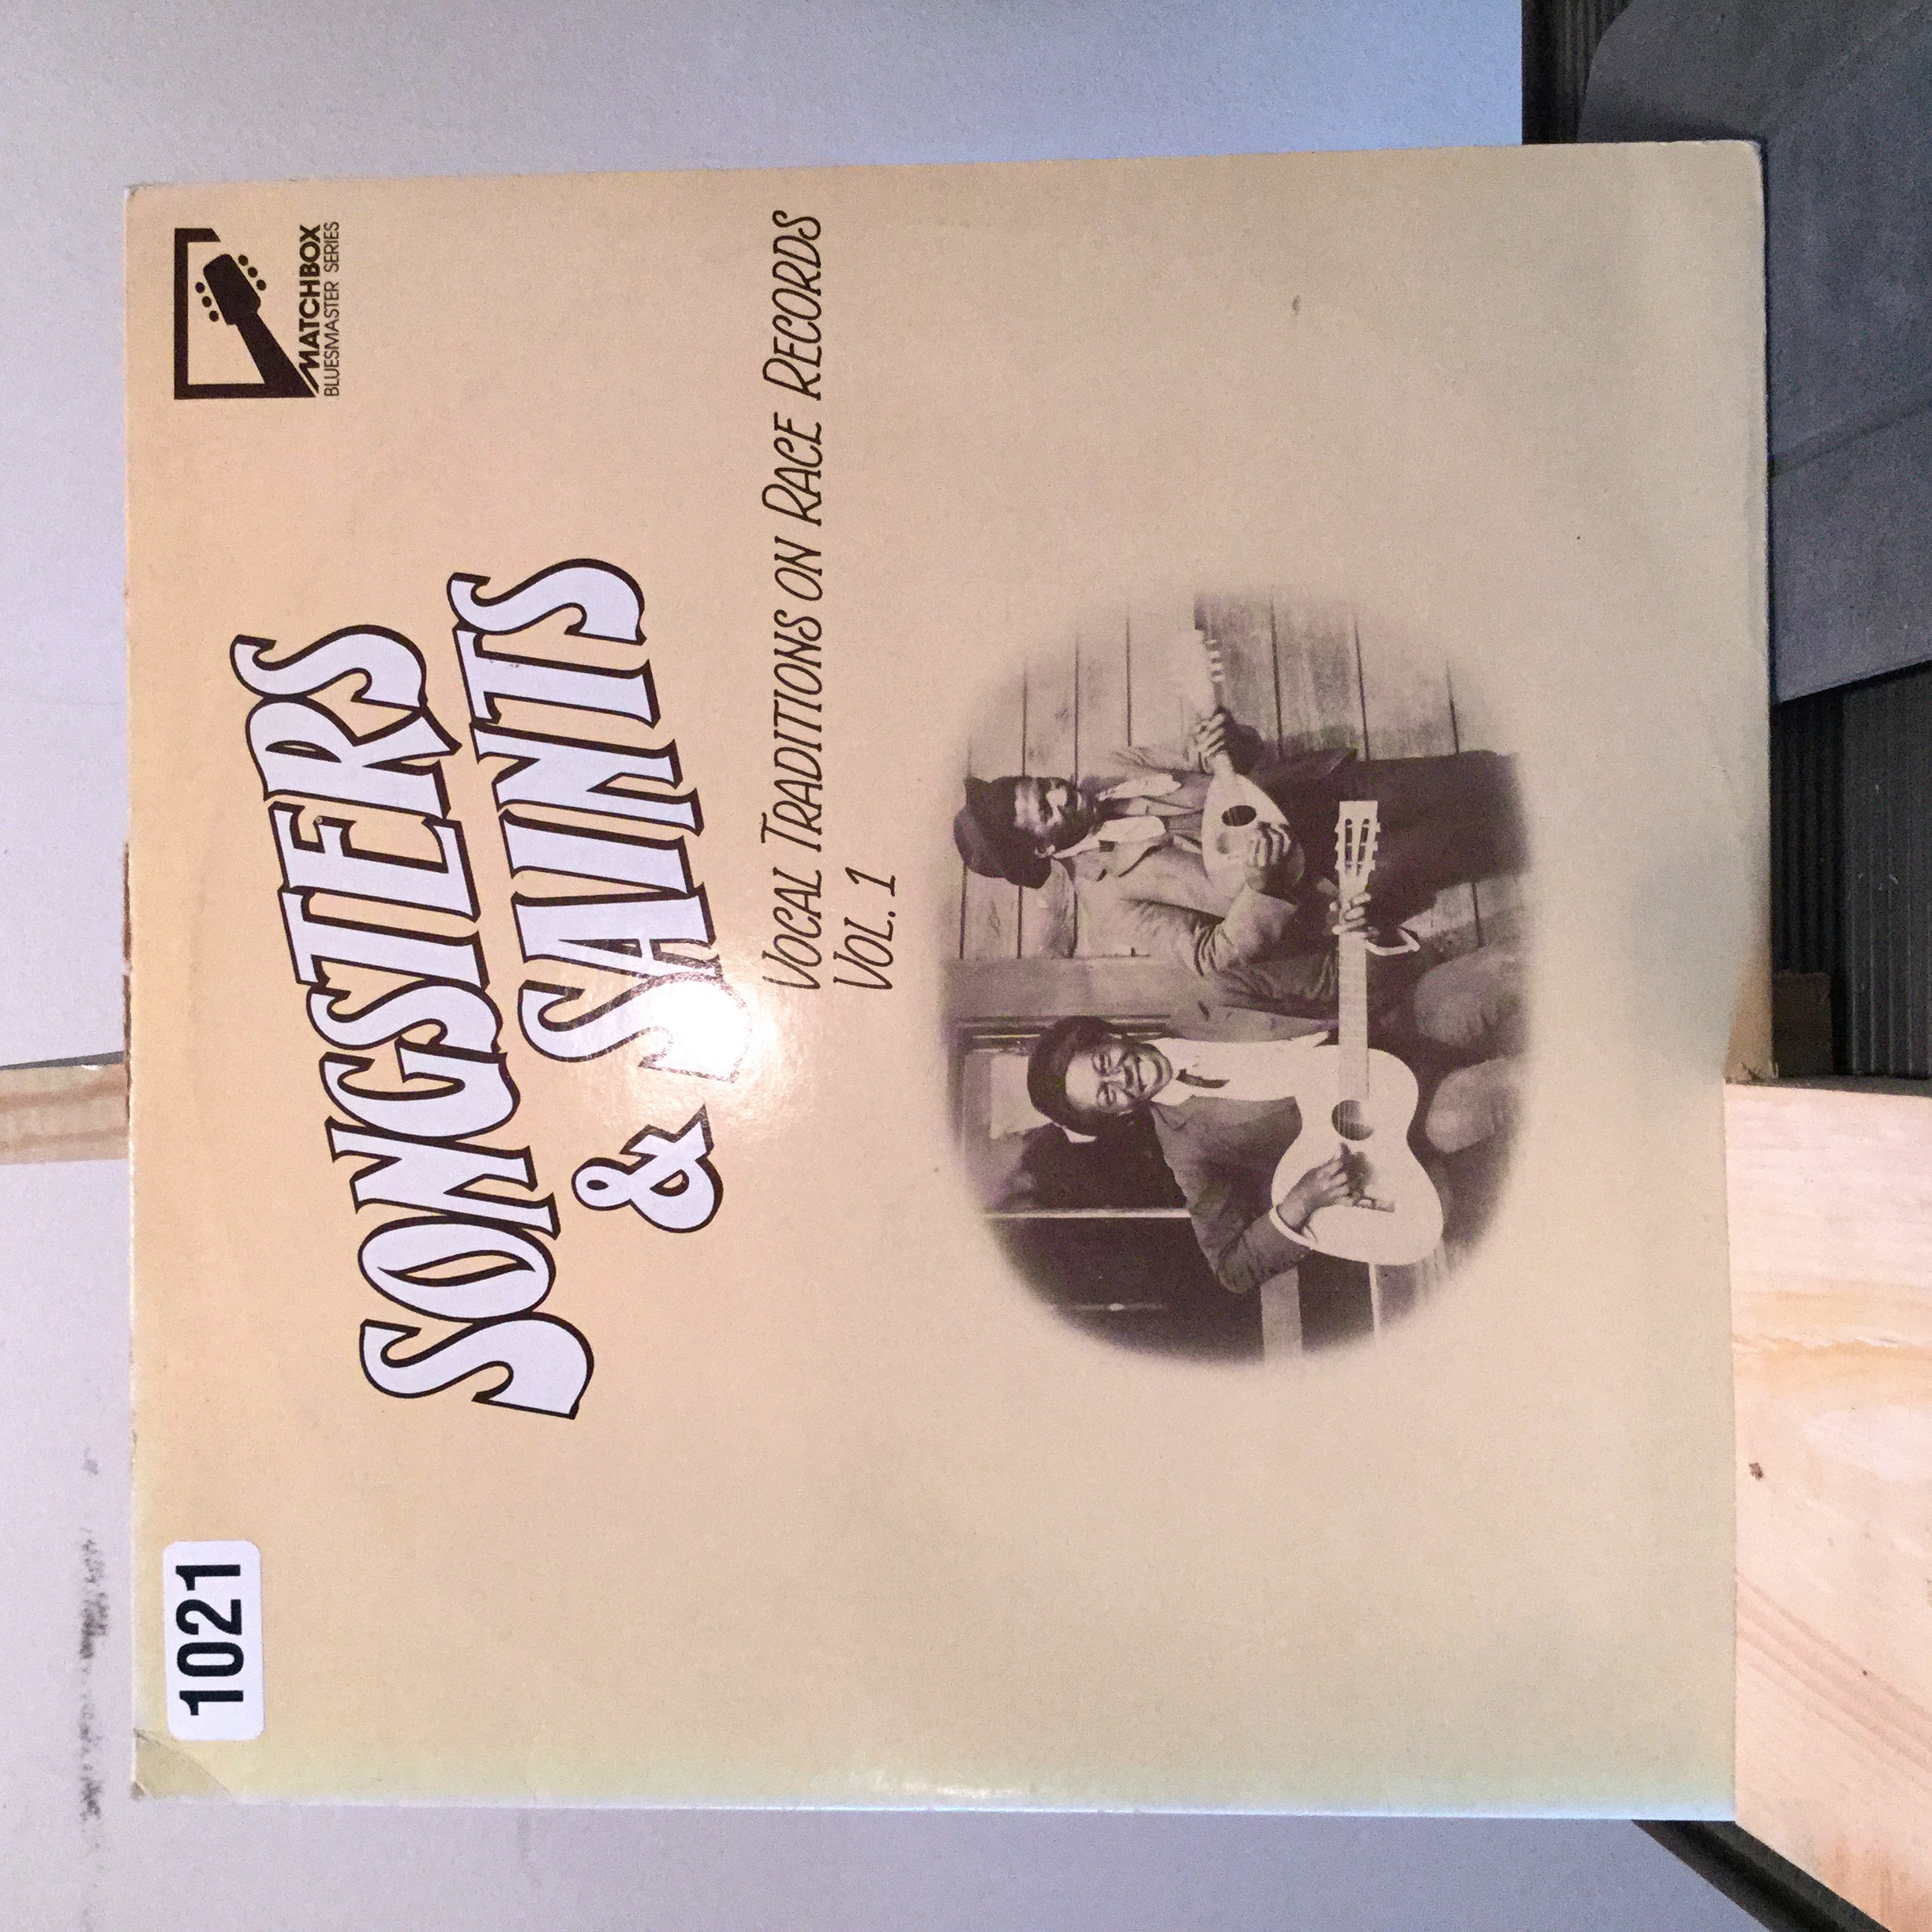 1021
MATCHBOX
BLUESMASTER SERIES
SONGSTERS
& SAINTS
VOCAL TRADITIONS ON RACE RECORDS
VOL. 1